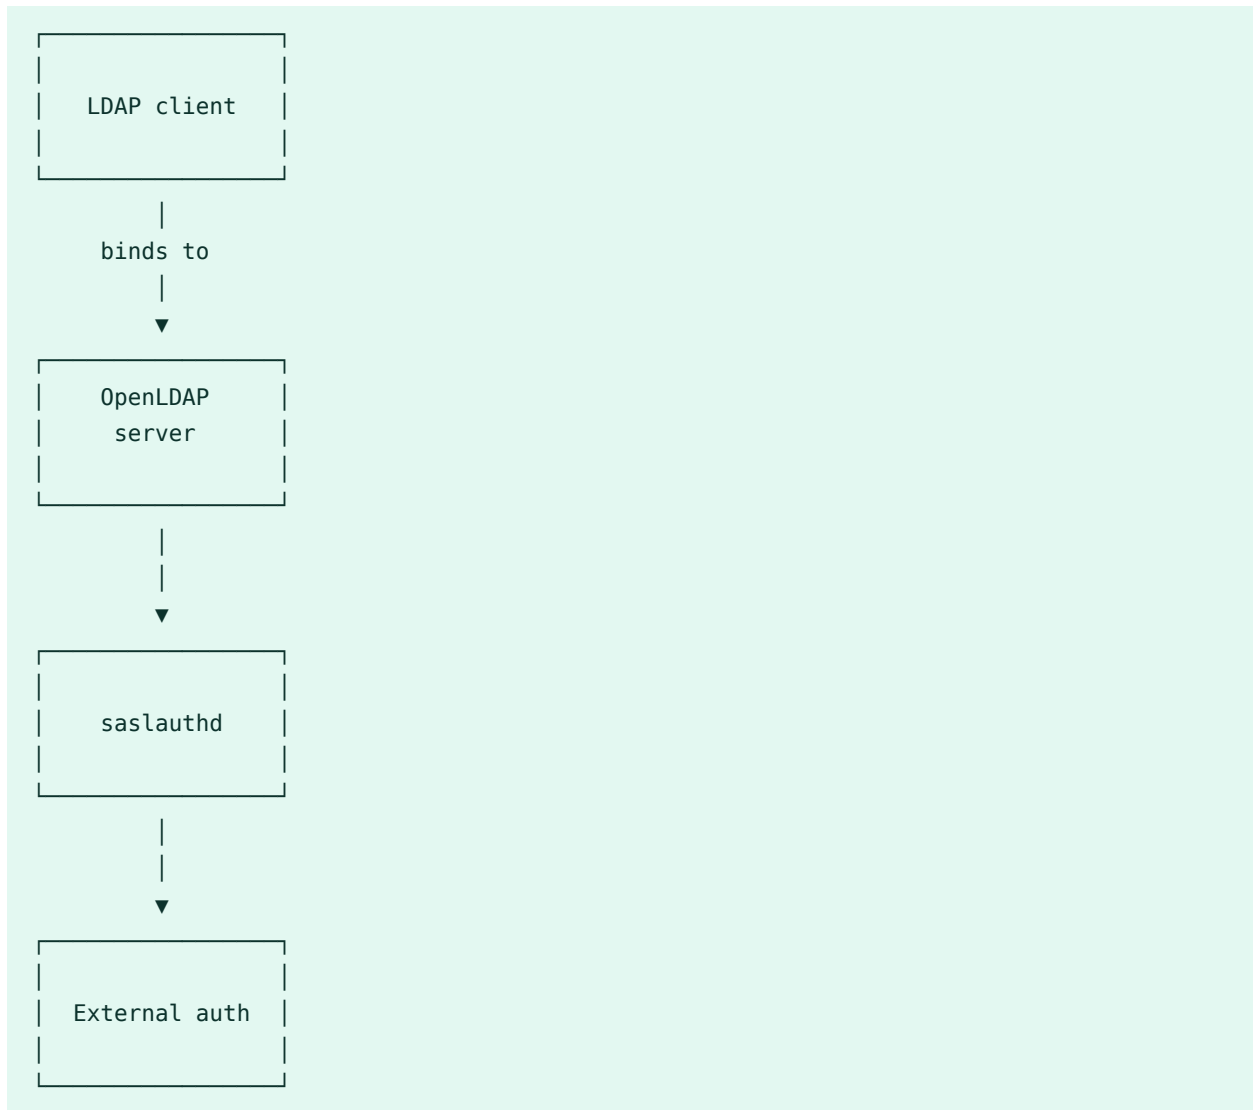 LDAP client
binds to
OpenLDAP
server
saslauthd
External auth